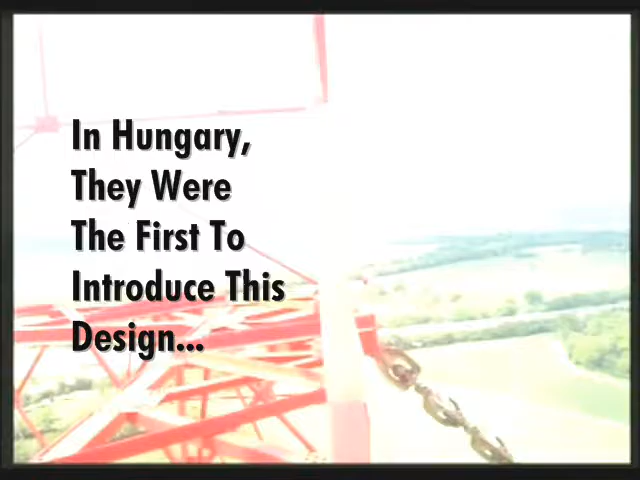 In Hungary,
They Were
The First To
Introduce This
Design...